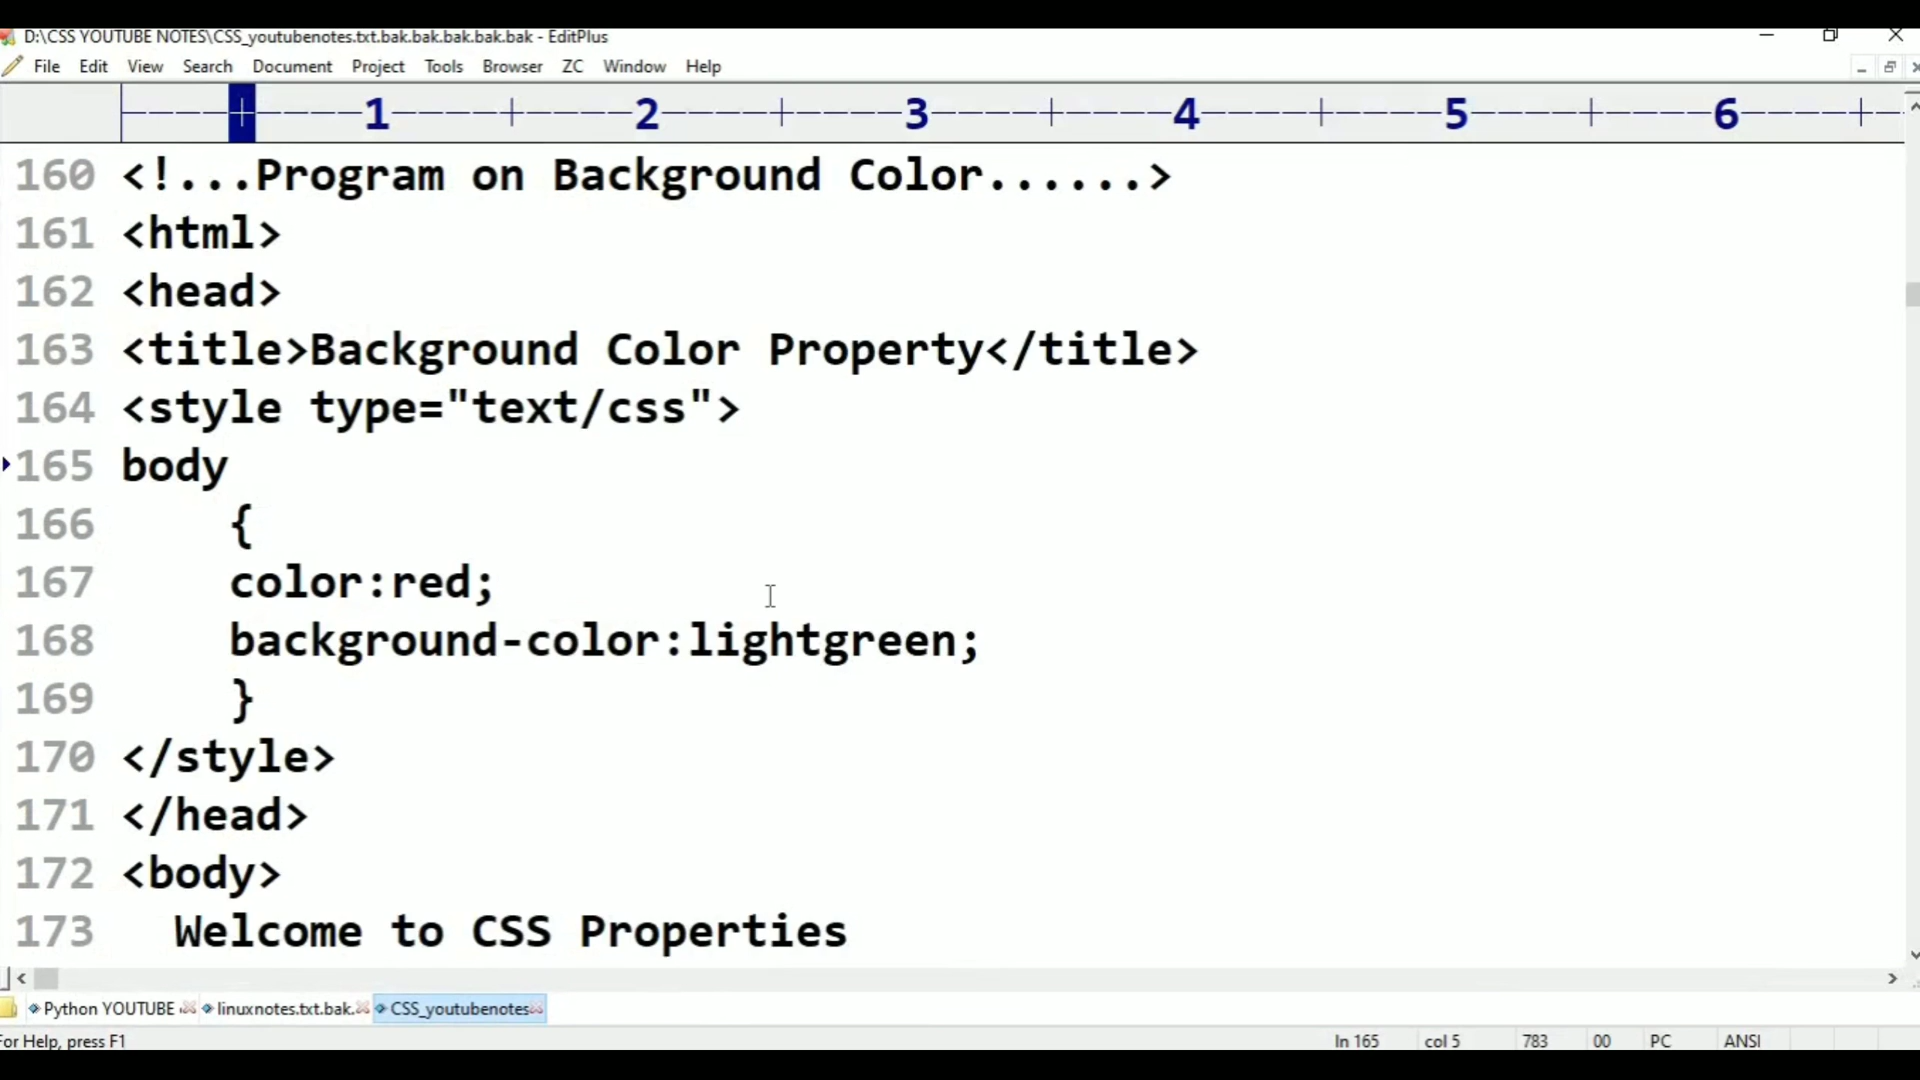 D:\CSS YOUTUBE NOTES\CSS_youtubenotes.txt.bak.bak.bak.bak.bak - EditPlus
File Edit View Search Document Project Tools Browser ZC Window Help
1 2 3 4 5 6
160 <!...Program on Background Color......>
161 <html>
162 <head>
163 <title>Background Color Property</title>
164 <style type="text/css">
165 body
166 {
167 color:red;
168 background-color:lightgreen;
169 }
170 </style>
171 </head>
172 <body>
173 Welcome to CSS Properties
Python YOUTUBE linuxnotes.txt.bak. CSS_youtubenotes
For Help, press F1 ln 165 col 5 783 00 PC ANSI